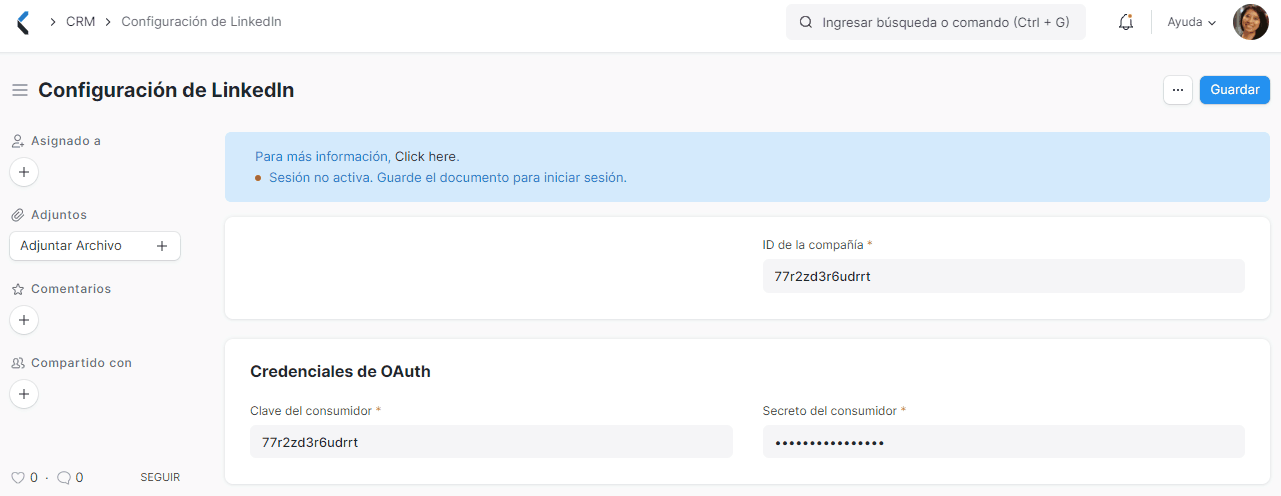 CRM Configuración de LinkedIn
Ingresar búsqueda o comando (Ctrl + G)
Ayuda
Configuración de LinkedIn
Guardar
Asignado a
Adjuntos
Adjuntar Archivo
Comentarios
Compartido con
0 · 0
SEGUIR
Para más información, Click here.
Sesión no activa. Guarde el documento para iniciar sesión.
ID de la compañía *
77r2zd3r6udrrt
Credenciales de OAuth
Clave del consumidor *
77r2zd3r6udrrt
Secreto del consumidor *
••••••••••••••••